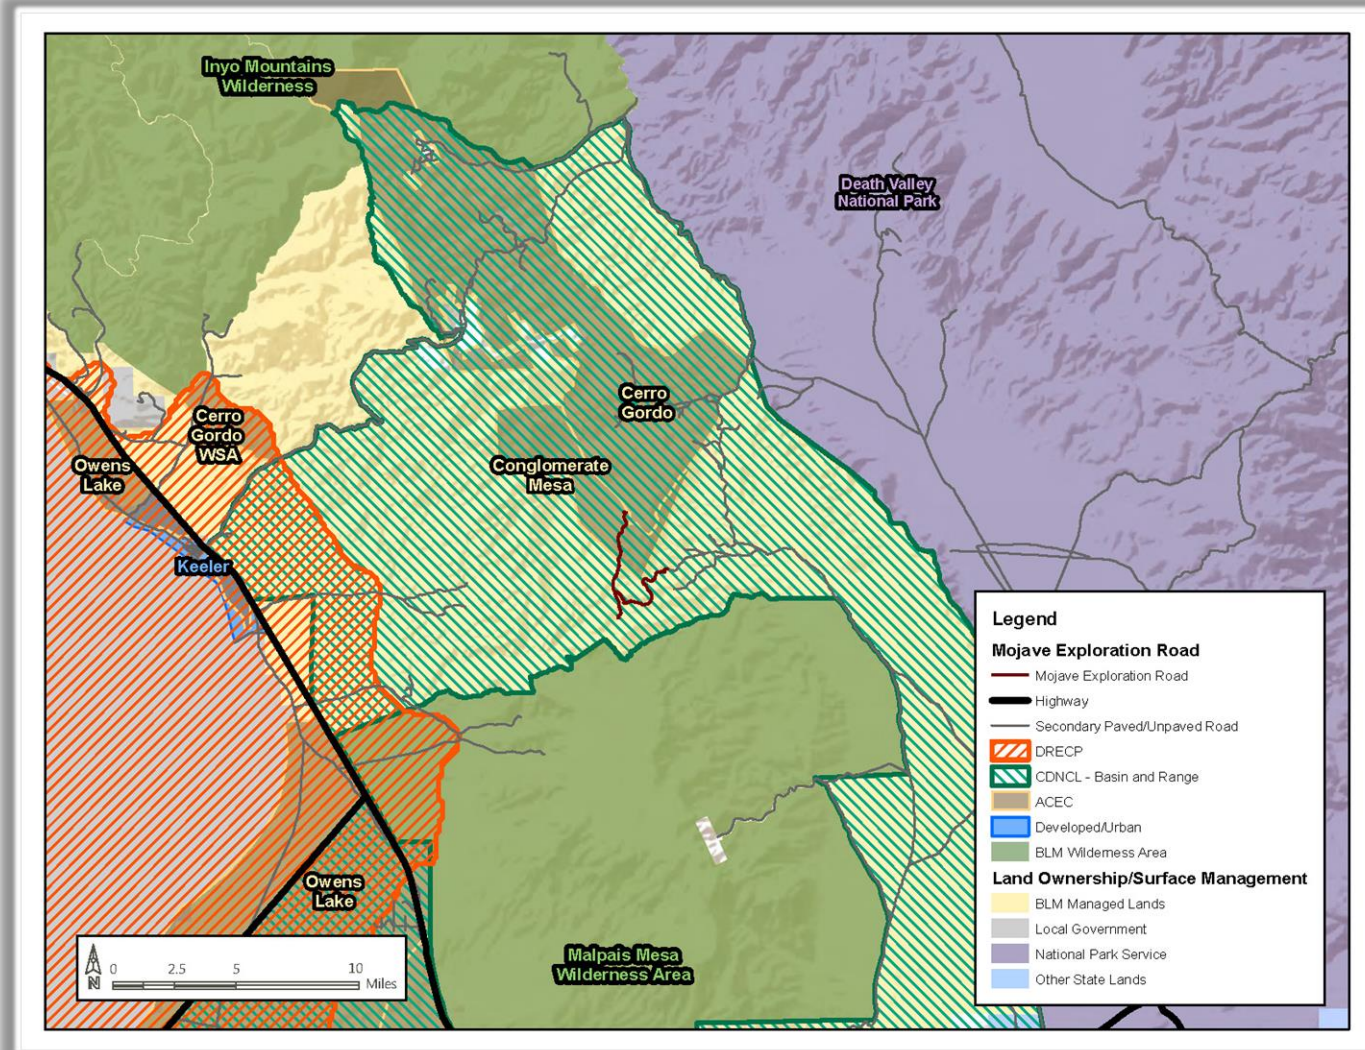 Inyo Mountains
Wilderness
Death Valley
National Park
Cerro
Gordo
Cerro
Gordo
WSA
Owens
Lake
Conglomerate
Mesa
Keeler
Owens
Lake
Malpais Mesa
Wilderness Area
N
0 2.5 5 10
Miles
Legend
Mojave Exploration Road
Mojave Exploration Road
Highway
Secondary Paved/Unpaved Road
DRECP
CDNCL - Basin and Range
ACEC
Developed/Urban
BLM Wilderness Area
Land Ownership/Surface Management
BLM Managed Lands
Local Government
National Park Service
Other State Lands